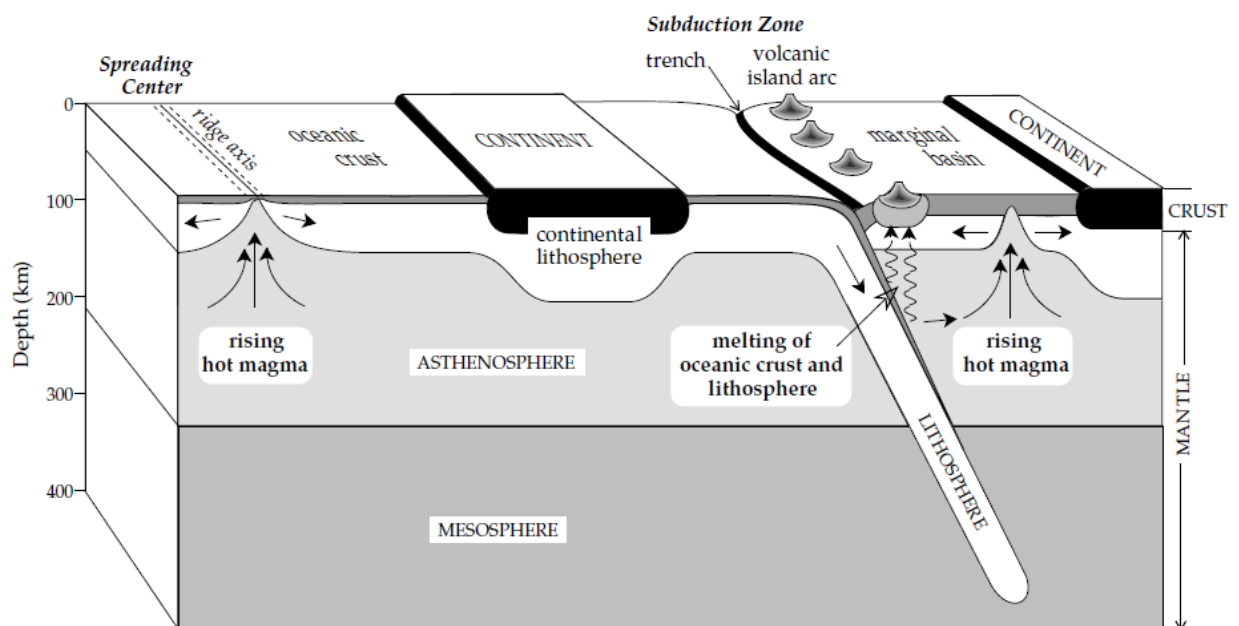 Subduction Zone
trench
volcanic
island arc
Spreading
Center
ridge axis
oceanic
crust
CONTINENT
marginal
basin
CONTINENT
0
100
200
300
400
Depth (km)
continental
lithosphere
CRUST
rising
hot magma
ASTHENOSPHERE
melting of
oceanic crust and
lithosphere
rising
hot magma
LITHOSPHERE
MANTLE
MESOSPHERE